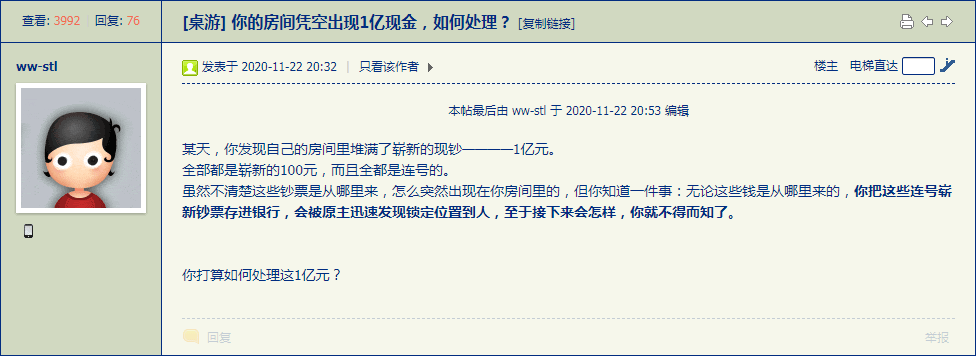 查看: 3992 | 回复: 76
[桌游] 你的房间凭空出现1亿现金，如何处理？ [复制链接]
ww-stl
发表于 2020-11-22 20:32 | 只看该作者
楼主 电梯直达
本帖最后由 ww-stl 于 2020-11-22 20:53 编辑
某天，你发现自己的房间里堆满了崭新的现钞————1亿元。
全部都是崭新的100元，而且全都是连号的。
虽然不清楚这些钞票是从哪里来，怎么突然出现在你房间里的，但你知道一件事：无论这些钱是从哪里来的，你把这些连号崭
新钞票存进银行，会被原主迅速发现锁定位置到人，至于接下来会怎样，你就不得而知了。
你打算如何处理这1亿元？
回复
举报